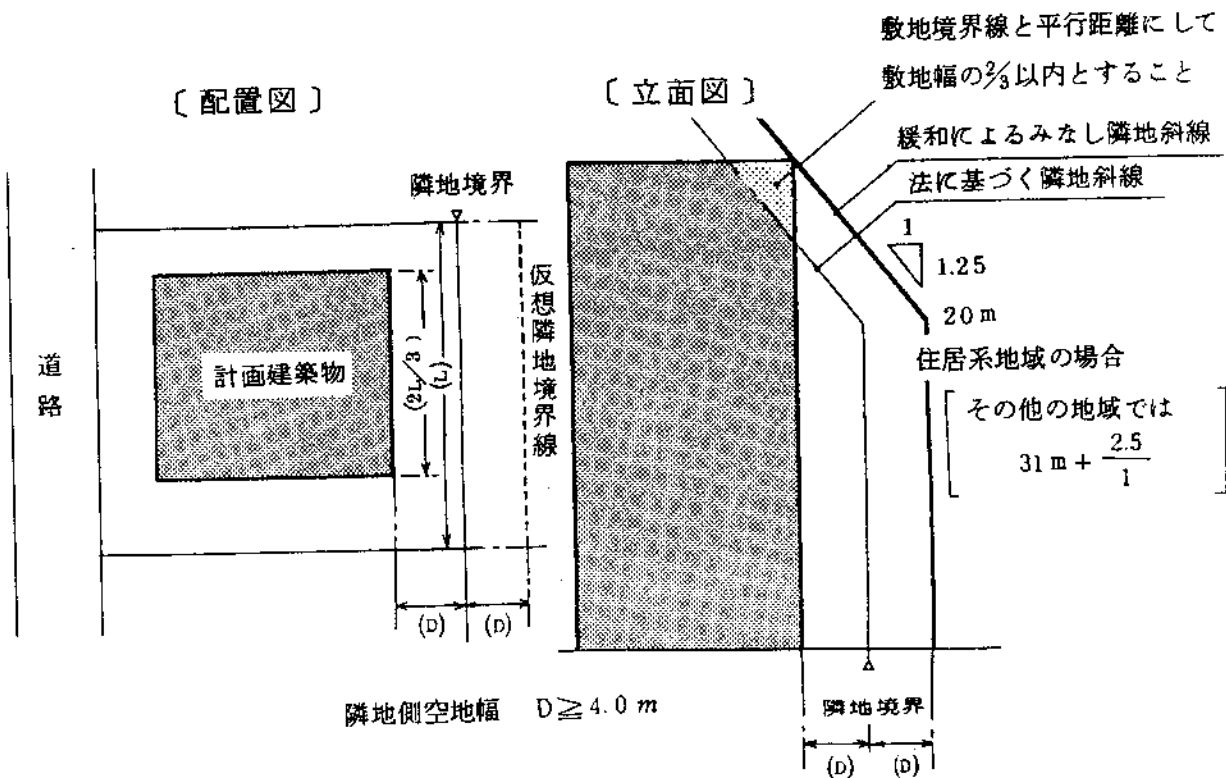 〔 配置図 〕
隣地境界
仮想隣地境界線
道路
計画建築物
(2L/3)
(L)
(D)
(D)
隣地側空地幅 D≧4.0 m
〔 立面図 〕
敷地境界線と平行距離にして
敷地幅の2/3以内とすること
緩和によるみなし隣地斜線
法に基づく隣地斜線
1
1.25
20 m
住居系地域の場合
その他の地域では
31 m + 2.5/1
隣地境界
(D)
(D)